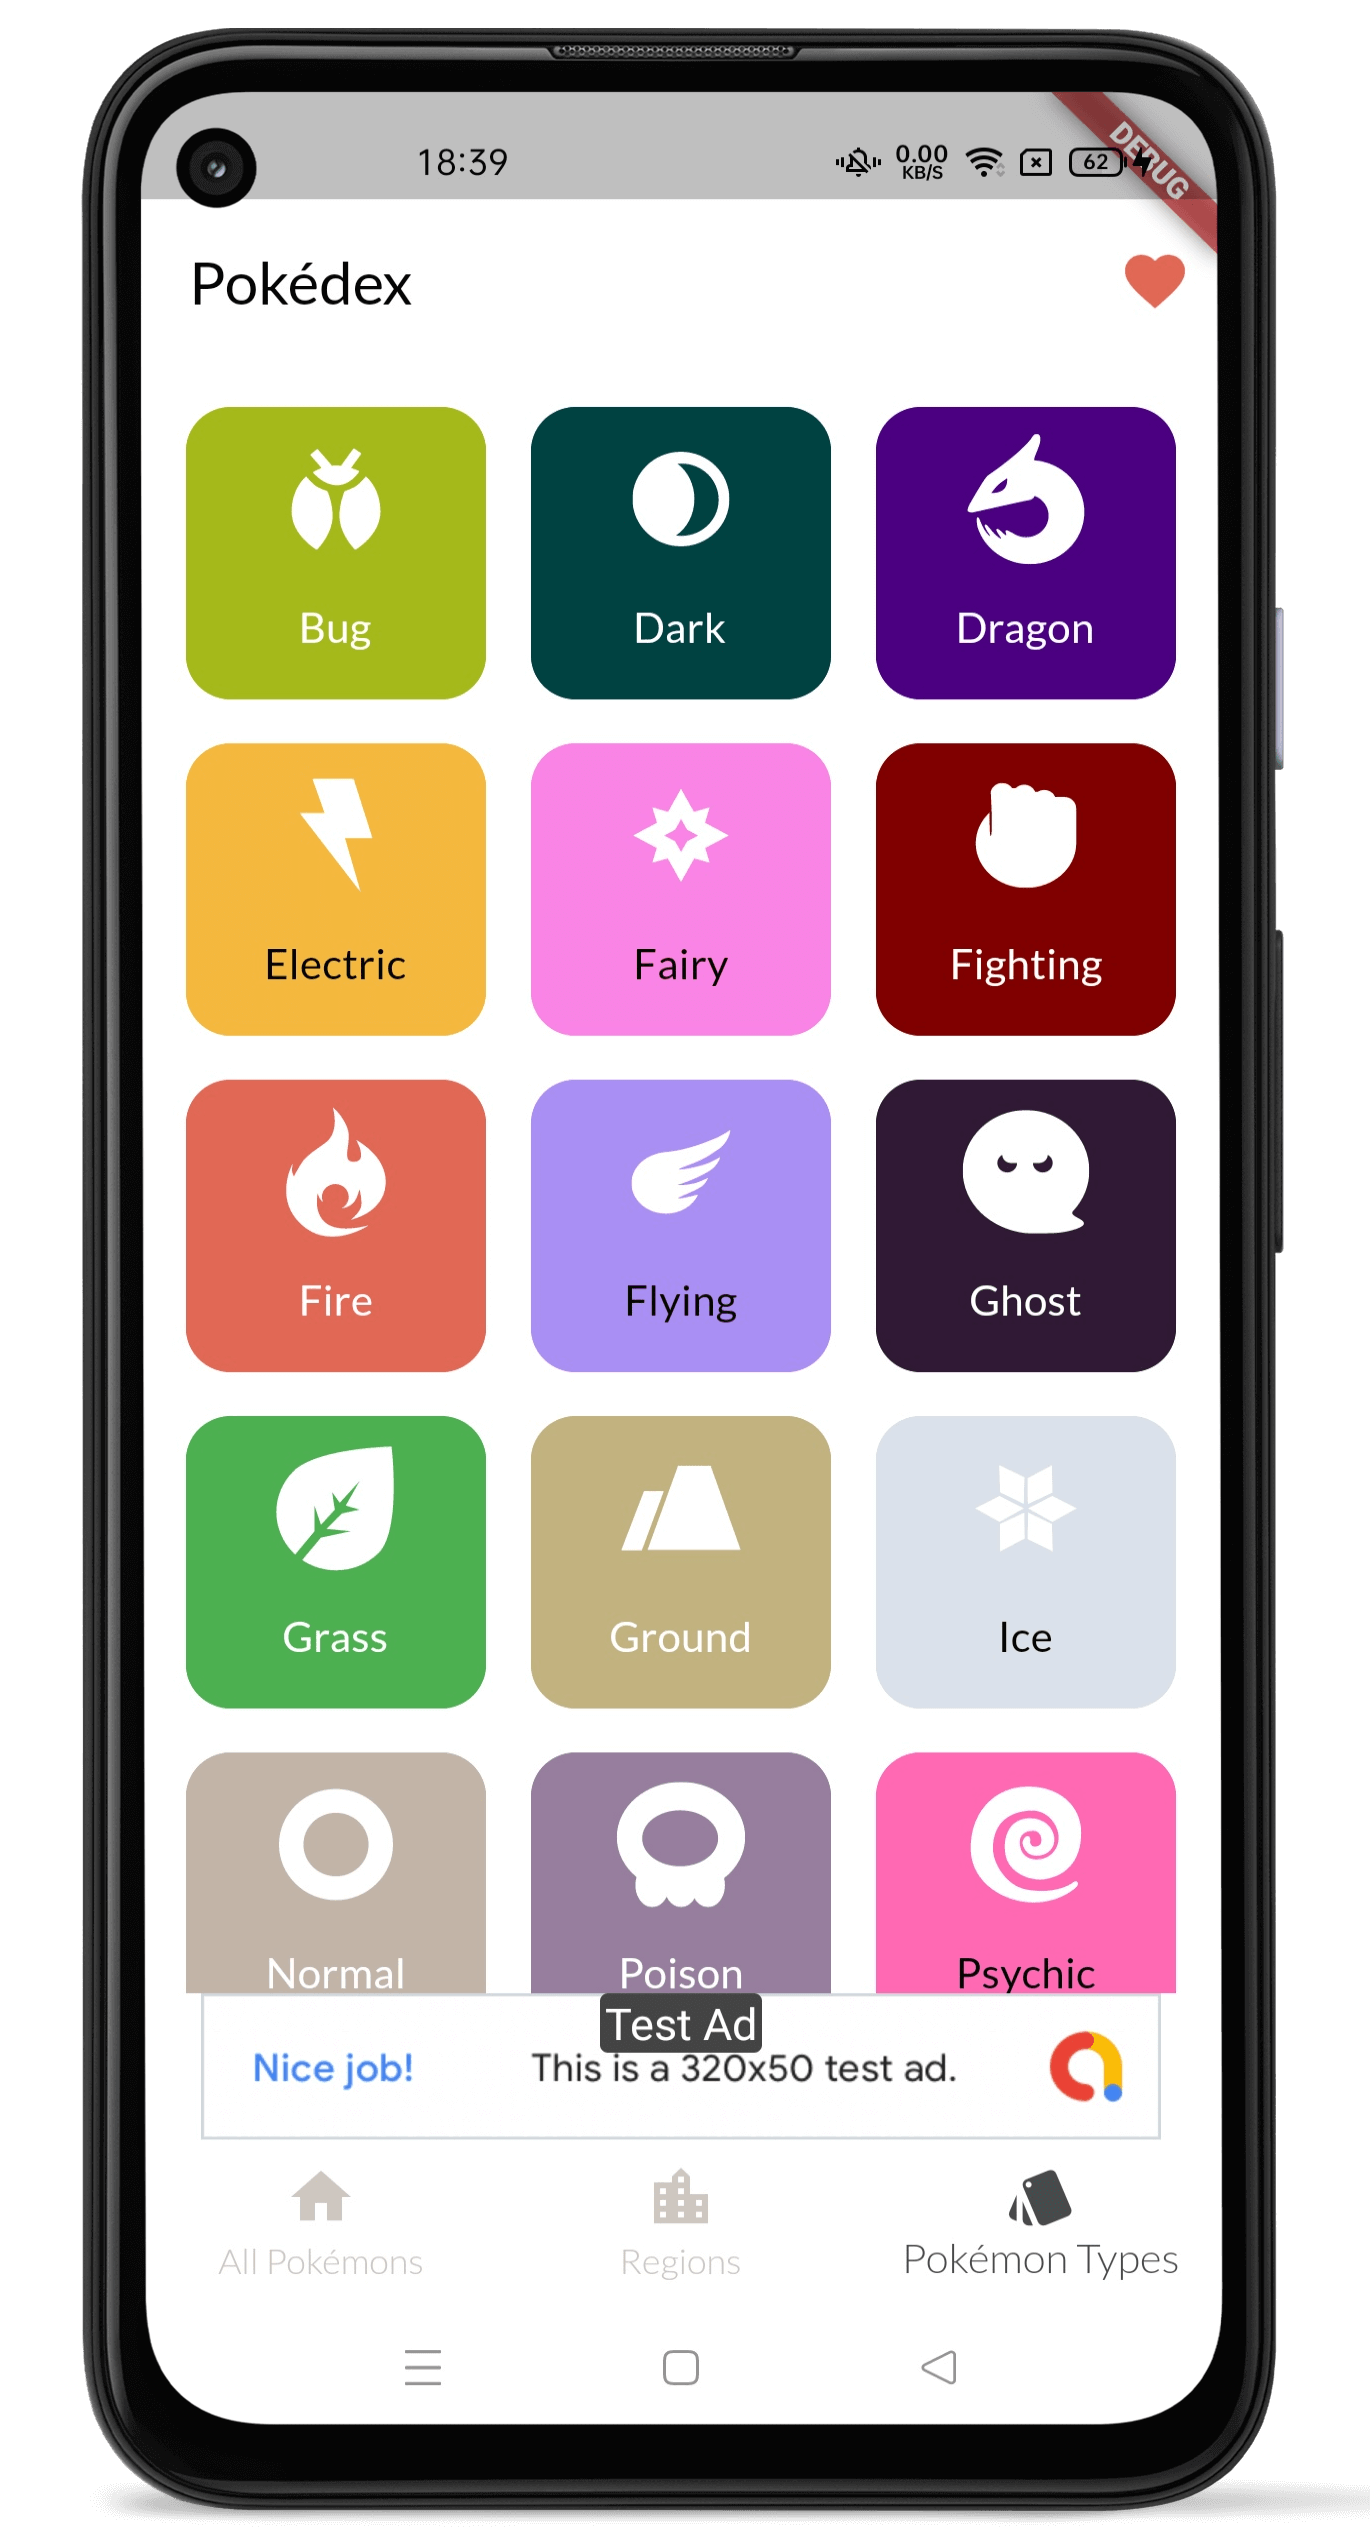 18:39
0.00
KB/S
62
DEBUG
Pokédex
Bug
Dark
Dragon
Electric
Fairy
Fighting
Fire
Flying
Ghost
Grass
Ground
Ice
Normal
Poison
Psychic
Test Ad
Nice job!
This is a 320x50 test ad.
All Pokémons
Regions
Pokémon Types